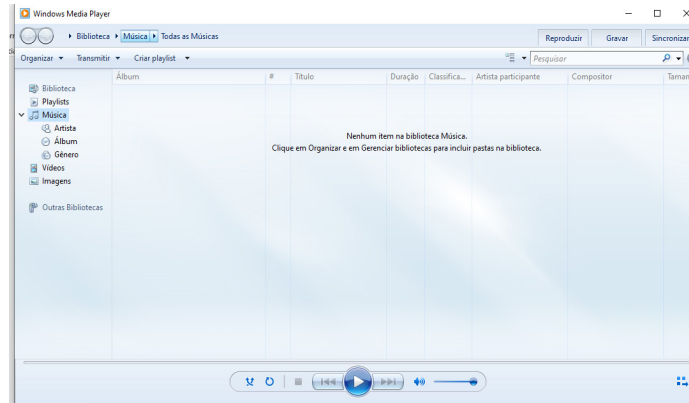 Windows Media Player
Biblioteca Música Todas as Músicas
Reproduzir Gravar Sincronizar
Organizar Transmitir Criar playlist
Pesquisar
Álbum # Título Duração Classifica... Artista participante Compositor Taman
Biblioteca
Playlists
Música
Artista
Álbum
Gênero
Vídeos
Imagens
Outras Bibliotecas
Nenhum item na biblioteca Música.
Clique em Organizar e em Gerenciar bibliotecas para incluir pastas na biblioteca.